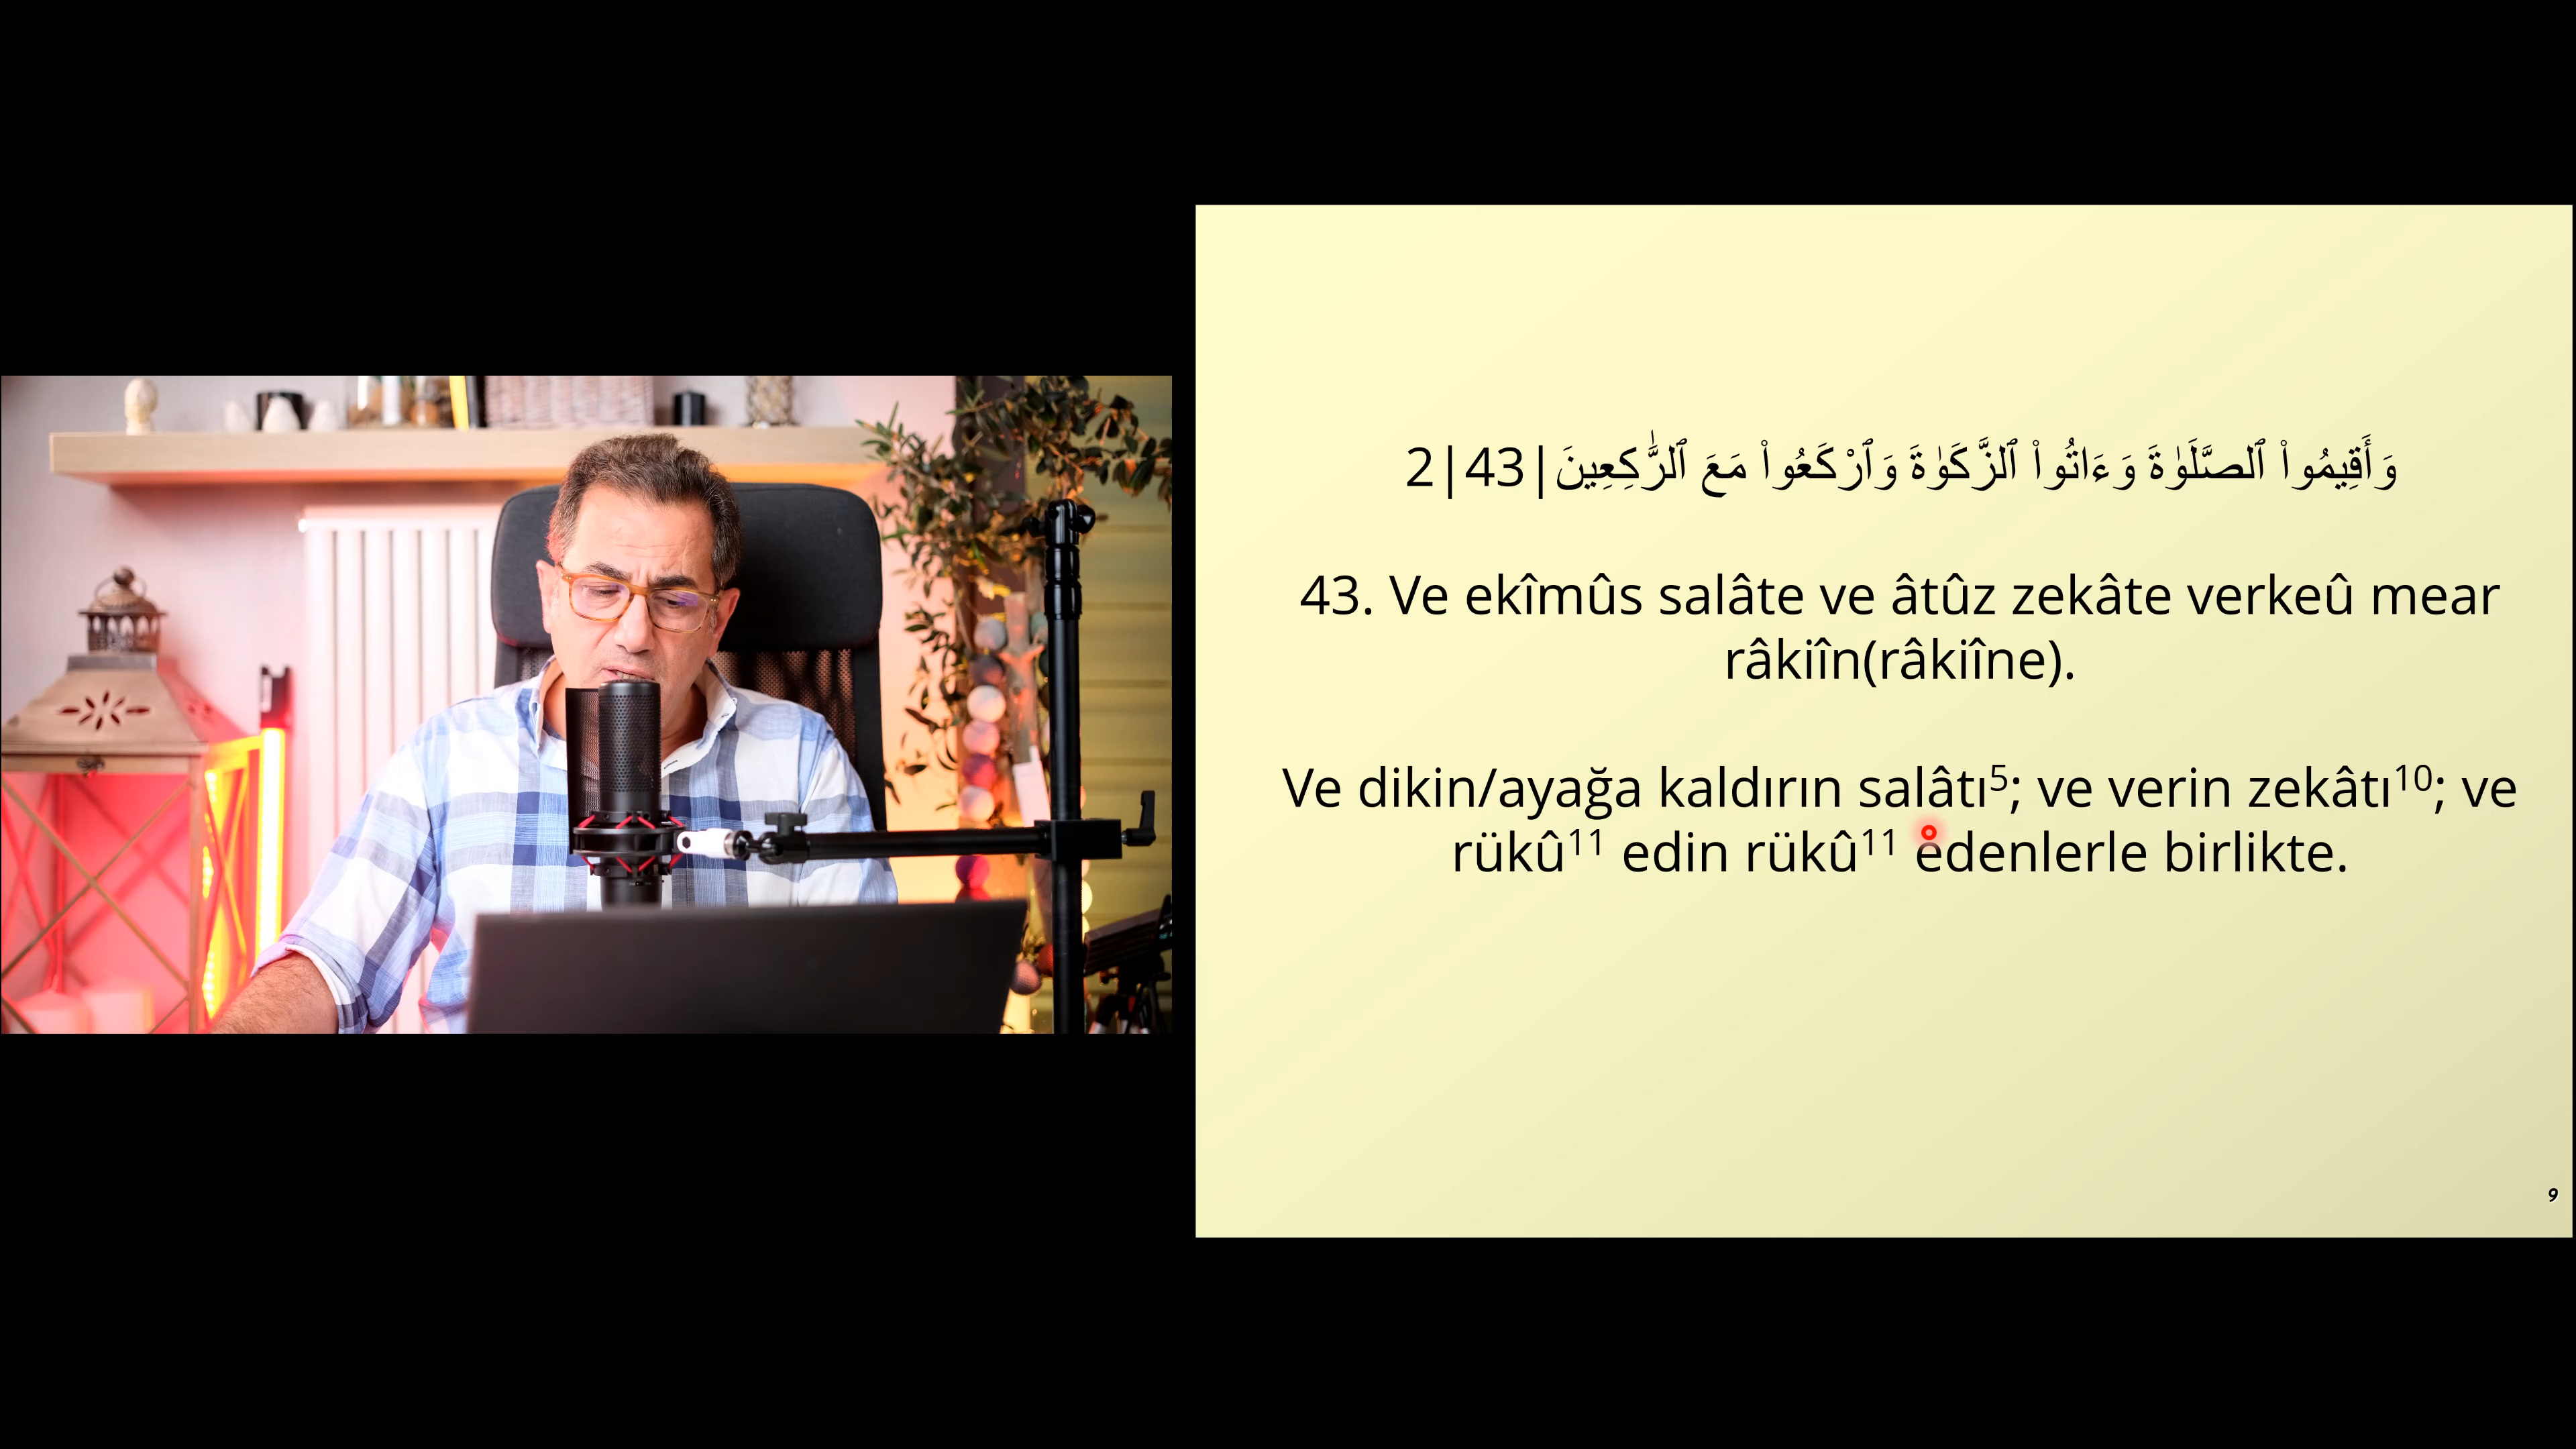 وَأَقِيمُوا۟ ٱلصَّلَوٰةَ وَءَاتُوا۟ ٱلزَّكَوٰةَ وَٱرْكَعُوا۟ مَعَ ٱلرَّٰكِعِينَ|2|43
43. Ve ekîmûs salâte ve âtûz zekâte verkeû mear
râkiîn(râkiîne).
Ve dikin/ayağa kaldırın salâtı⁵; ve verin zekâtı¹⁰; ve
rükû¹¹ edin rükû¹¹ edenlerle birlikte.
9